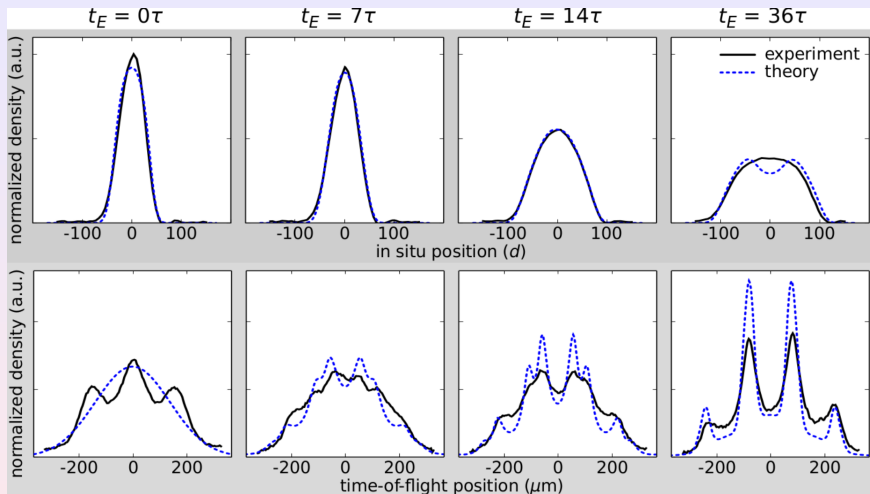 t_E = 0τ t_E = 7τ t_E = 14τ t_E = 36τ
normalized density (a.u.)
experiment
theory
-100 0 100 -100 0 100 -100 0 100 -100 0 100
in situ position (d)
normalized density (a.u.)
-200 0 200 -200 0 200 -200 0 200 -200 0 200
time-of-flight position (μm)